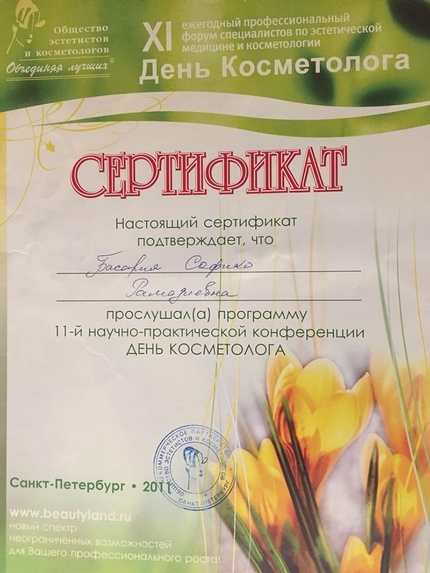 Общество
эстетистов
и косметологов
Объединяя лучших®
XI ежегодный профессиональный
форум специалистов по эстетической
медицине и косметологии
День Косметолога
СЕРТИФИКАТ
Настоящий сертификат
подтверждает, что
Басария Софико
Рамазиевна
прослушал(а) программу
11-й научно-практической конференции
ДЕНЬ КОСМЕТОЛОГА
Санкт-Петербург • 2011
www.beautyland.ru
новый спектр
неограниченных возможностей
для Вашего профессионального роста!